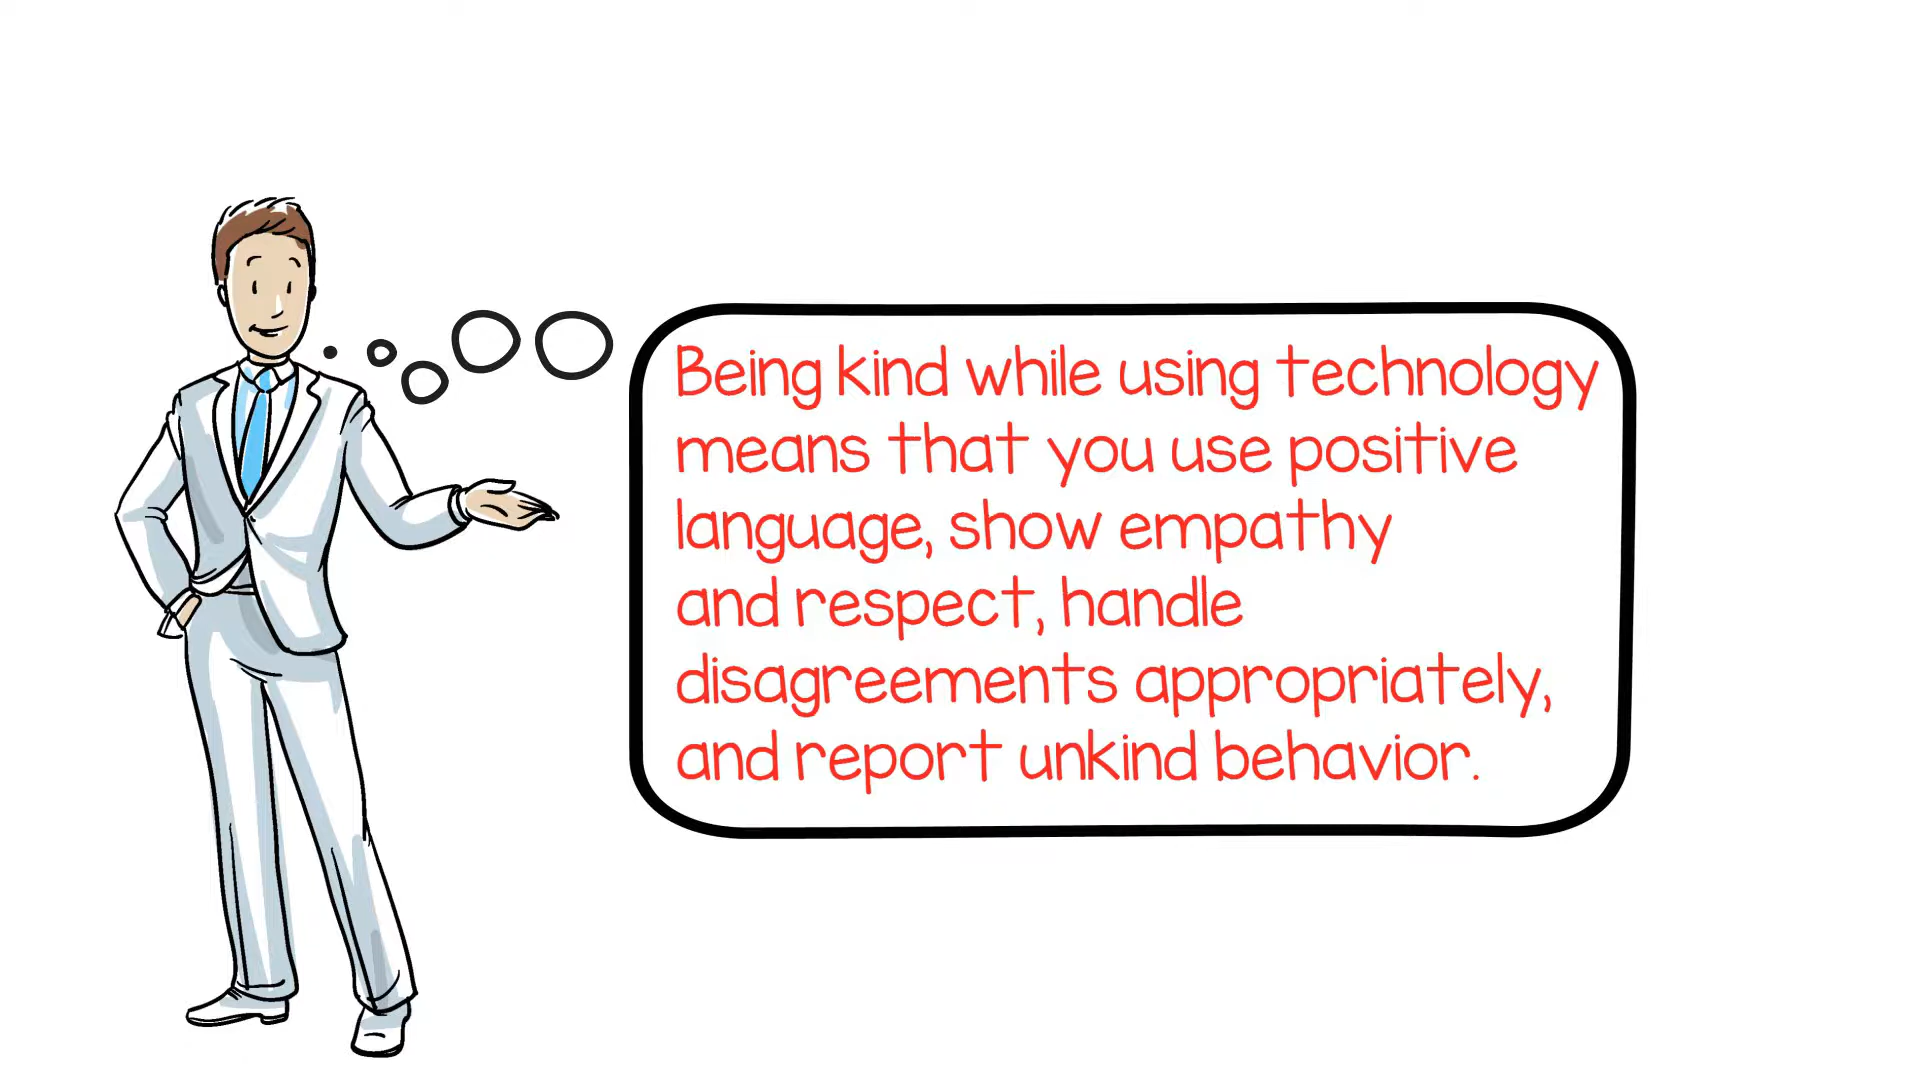 Being kind while using technology
means that you use positive
language, show empathy
and respect, handle
disagreements appropriately,
and report unkind behavior.